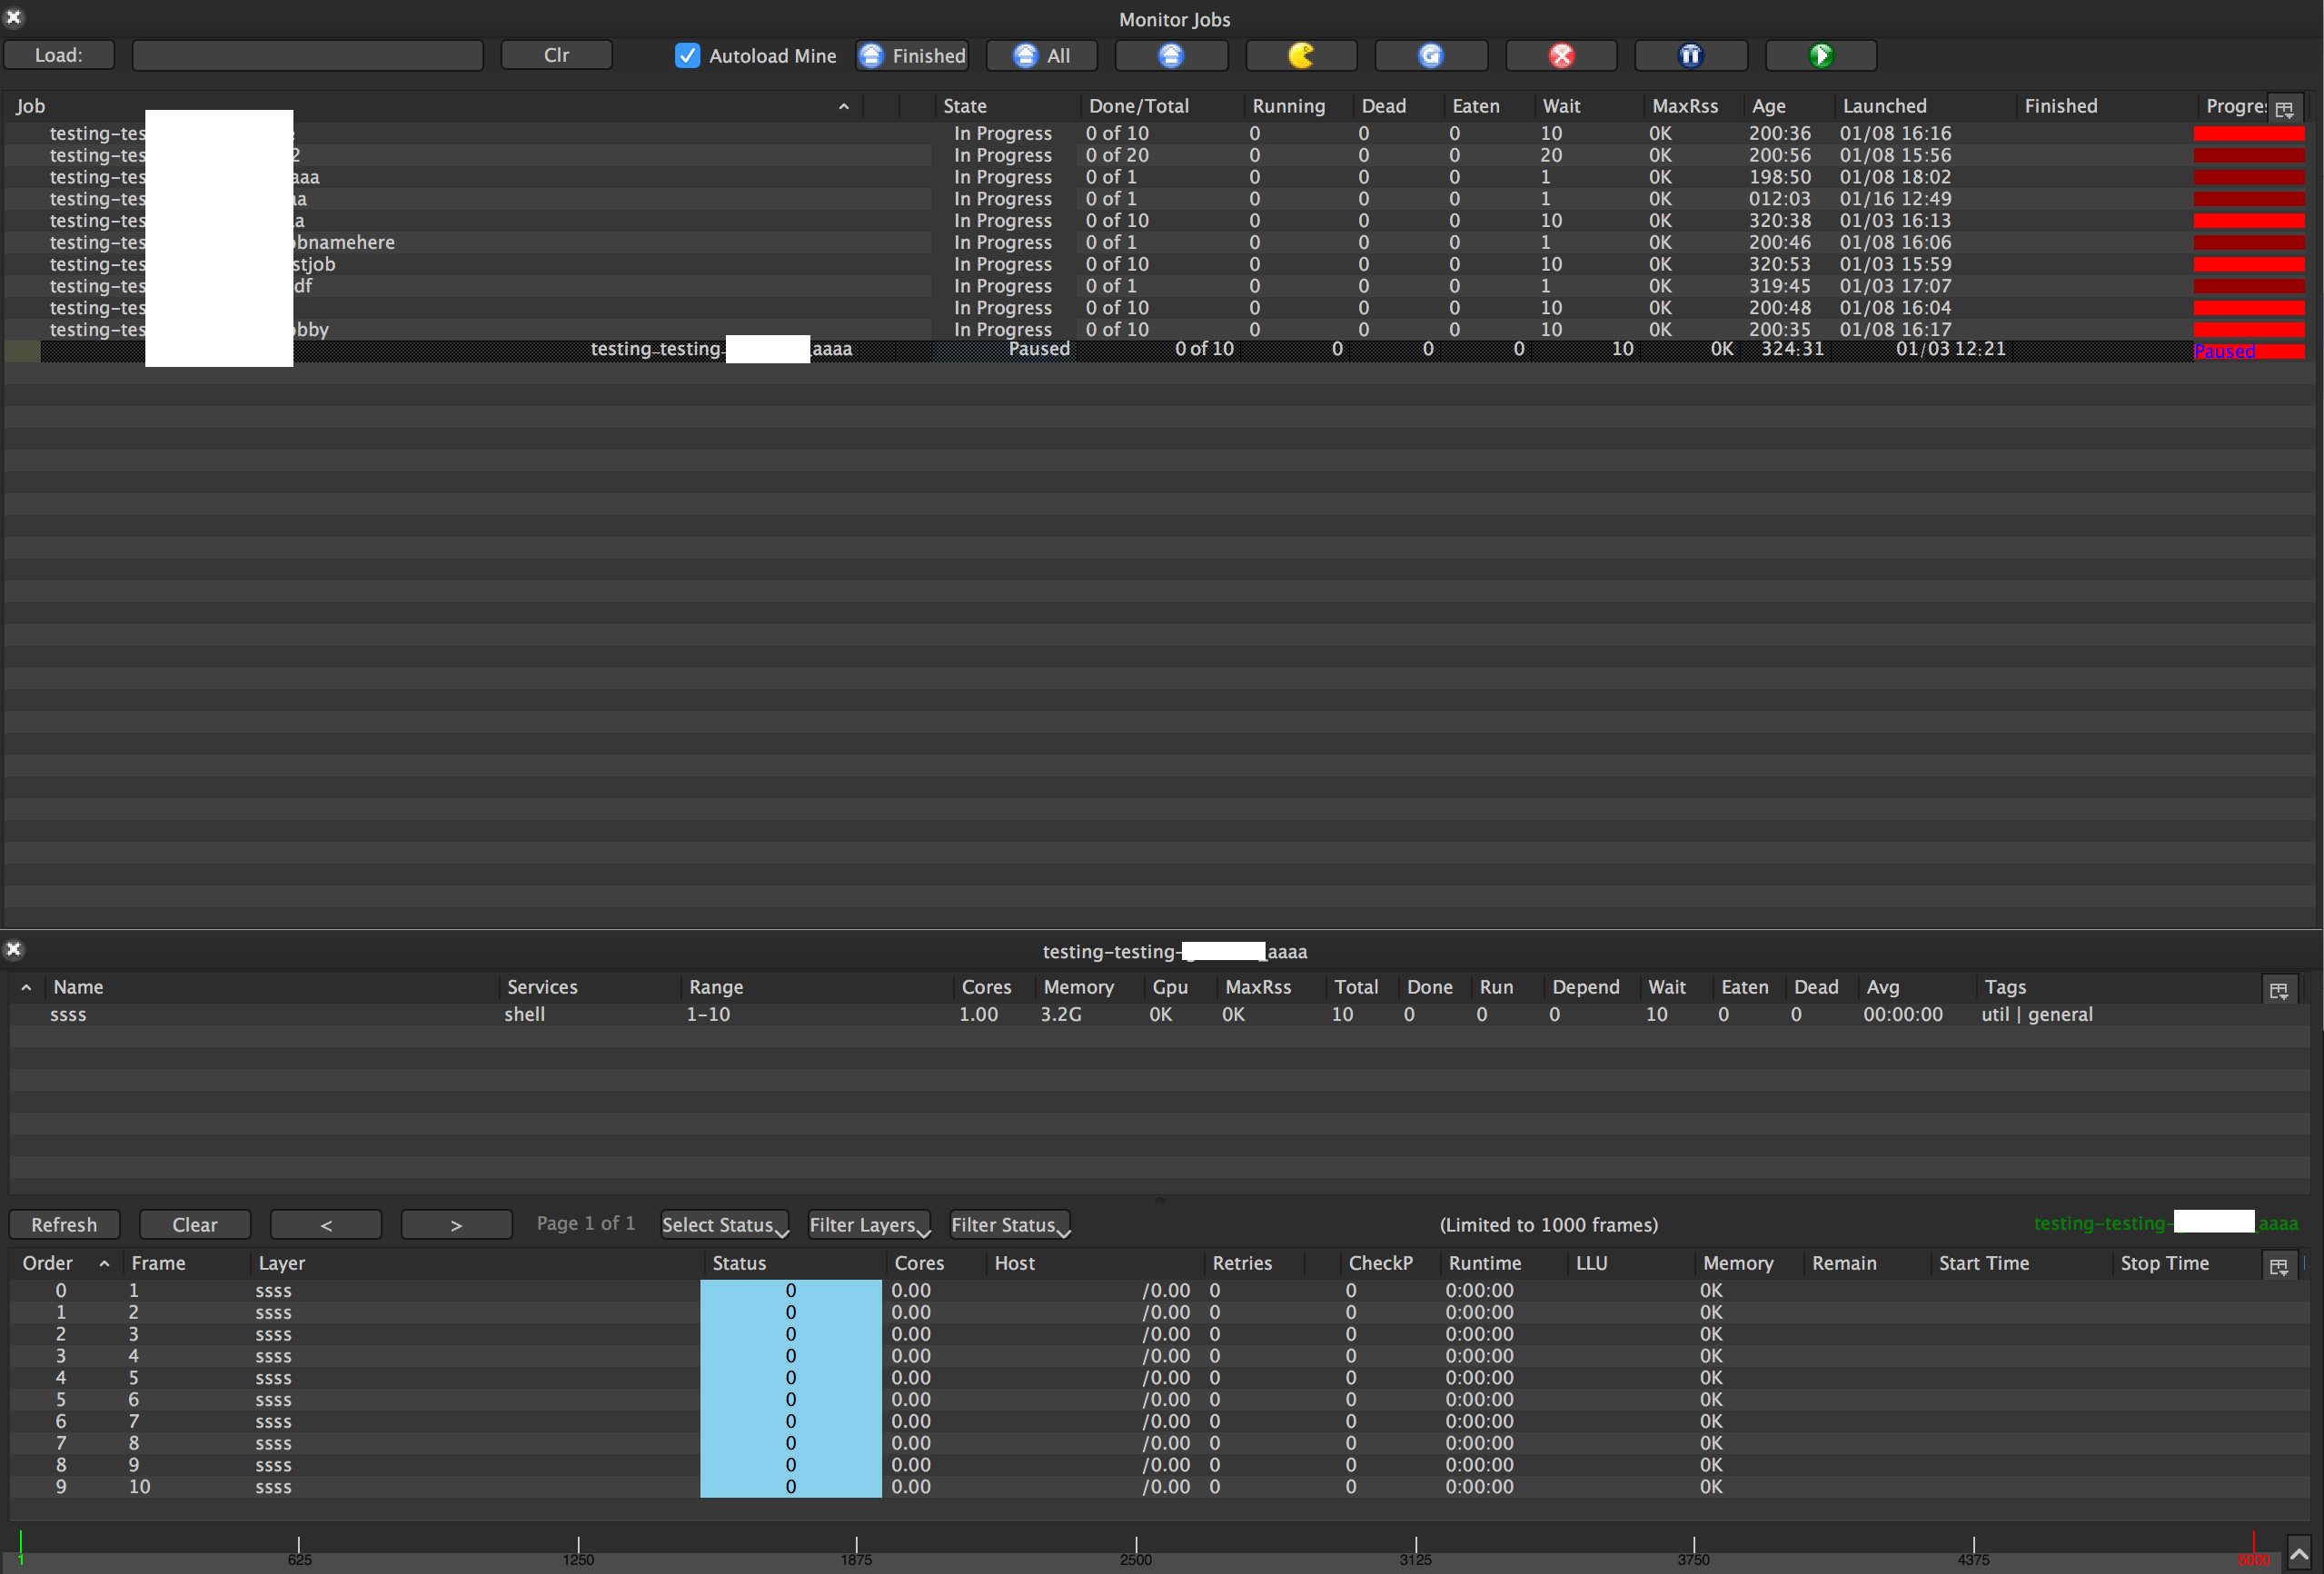 Monitor Jobs
Load: Clr Autoload Mine Finished All
Job State Done/Total Running Dead Eaten Wait MaxRss Age Launched Finished Progres
testing-tes In Progress 0 of 10 0 0 0 10 0K 200:36 01/08 16:16
testing-tes 2 In Progress 0 of 20 0 0 0 20 0K 200:56 01/08 15:56
testing-tes aaa In Progress 0 of 1 0 0 0 1 0K 198:50 01/08 18:02
testing-tes aa In Progress 0 of 1 0 0 0 1 0K 012:03 01/16 12:49
testing-tes a In Progress 0 of 10 0 0 0 10 0K 320:38 01/03 16:13
testing-tes obnamehere In Progress 0 of 1 0 0 0 1 0K 200:46 01/08 16:06
testing-tes stjob In Progress 0 of 10 0 0 0 10 0K 320:53 01/03 15:59
testing-tes df In Progress 0 of 1 0 0 0 1 0K 319:45 01/03 17:07
testing-tes In Progress 0 of 10 0 0 0 10 0K 200:48 01/08 16:04
testing-tes obby In Progress 0 of 10 0 0 0 10 0K 200:35 01/08 16:17
testing-testing- _aaaa Paused 0 of 10 0 0 0 10 0K 324:31 01/03 12:21 Paused
testing-testing- _aaaa
Name Services Range Cores Memory Gpu MaxRss Total Done Run Depend Wait Eaten Dead Avg Tags
ssss shell 1-10 1.00 3.2G 0K 0K 10 0 0 0 10 0 0 00:00:00 util | general
Refresh Clear < > Page 1 of 1 Select Status Filter Layers Filter Status (Limited to 1000 frames) testing-testing- _aaaa
Order Frame Layer Status Cores Host Retries CheckP Runtime LLU Memory Remain Start Time Stop Time
0 1 ssss 0 0.00 /0.00 0 0 0:00:00 0K
1 2 ssss 0 0.00 /0.00 0 0 0:00:00 0K
2 3 ssss 0 0.00 /0.00 0 0 0:00:00 0K
3 4 ssss 0 0.00 /0.00 0 0 0:00:00 0K
4 5 ssss 0 0.00 /0.00 0 0 0:00:00 0K
5 6 ssss 0 0.00 /0.00 0 0 0:00:00 0K
6 7 ssss 0 0.00 /0.00 0 0 0:00:00 0K
7 8 ssss 0 0.00 /0.00 0 0 0:00:00 0K
8 9 ssss 0 0.00 /0.00 0 0 0:00:00 0K
9 10 ssss 0 0.00 /0.00 0 0 0:00:00 0K
1 625 1250 1875 2500 3125 3750 4375 5000